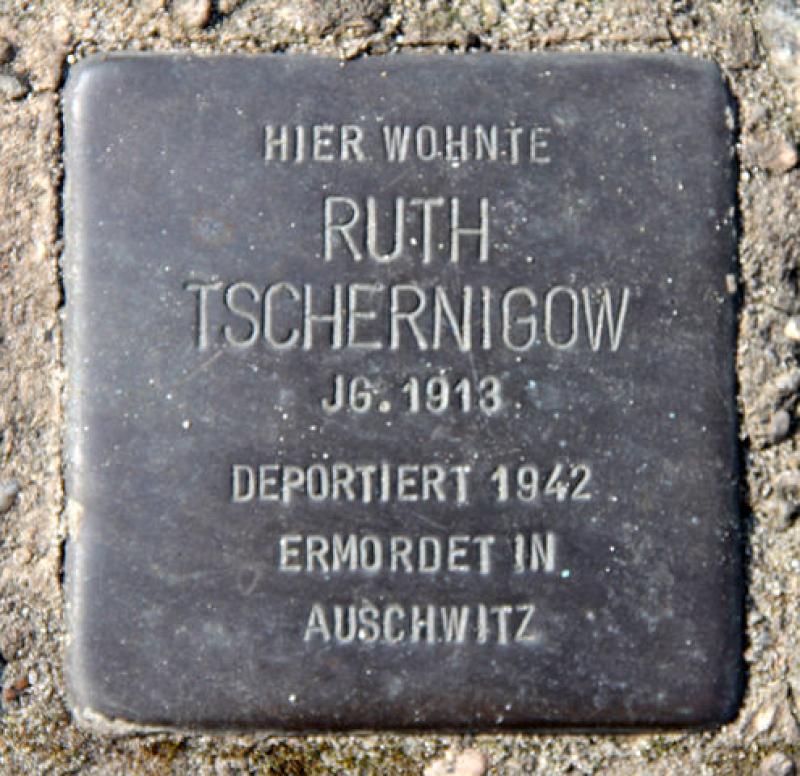 HIER WOHNTE
RUTH
TSCHERNIGOW
JG. 1913
DEPORTIERT 1942
ERMORDET IN
AUSCHWITZ